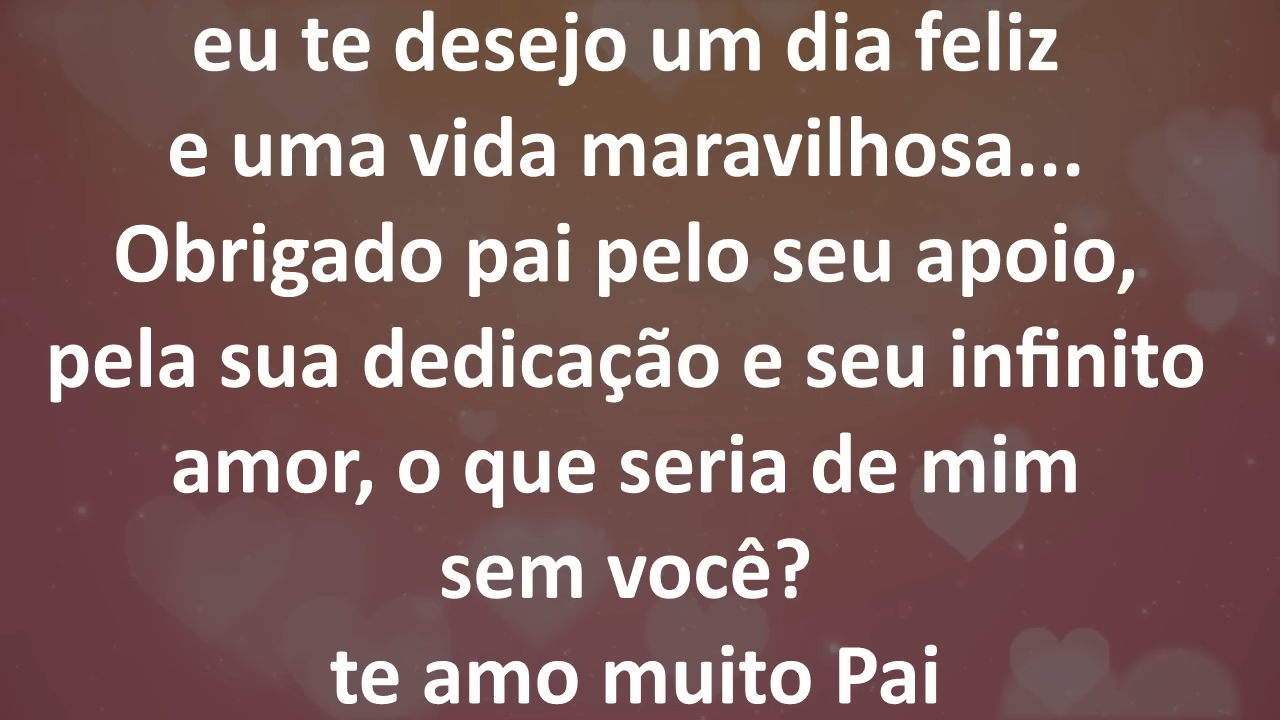 eu te desejo um dia feliz
e uma vida maravilhosa...
Obrigado pai pelo seu apoio,
pela sua dedicação e seu infinito
amor, o que seria de mim
sem você?
te amo muito Pai